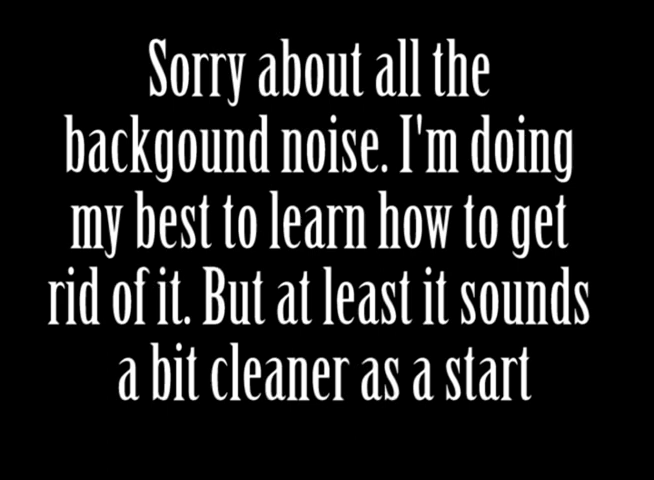 Sorry about all the
backgound noise. I'm doing
my best to learn how to get
rid of it. But at least it sounds
a bit cleaner as a start